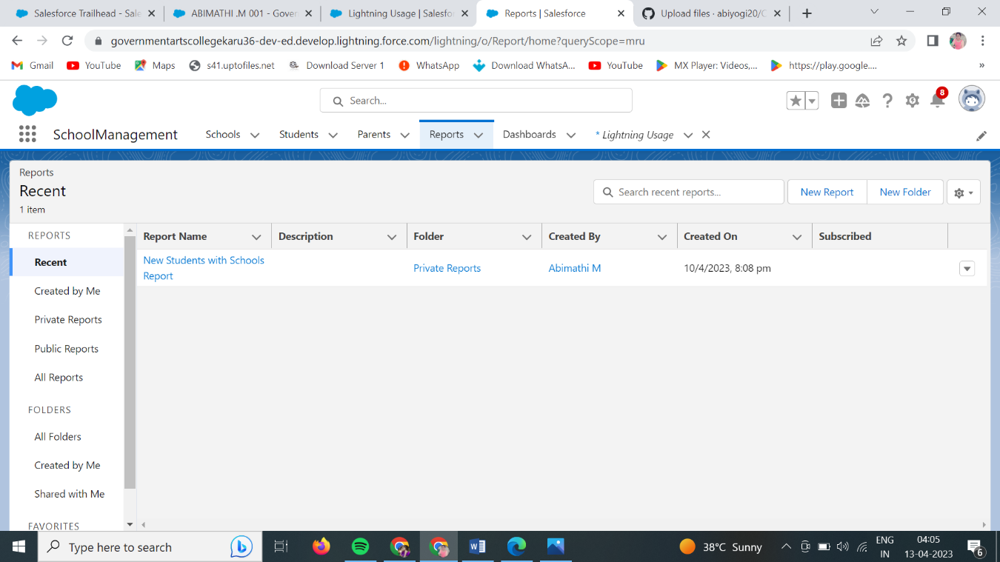 Salesforce Trailhead - Sale
ABIMATHI .M 001 - Gover
Lightning Usage | Salesfor
Reports | Salesforce
Upload files · abiyogi20/C
governmentartscollegekaru36-dev-ed.develop.lightning.force.com/lightning/o/Report/home?queryScope=mru
Gmail
YouTube
Maps
s41.uptofiles.net
Download Server 1
WhatsApp
Download WhatsA...
YouTube
MX Player: Videos,...
https://play.google....
»
Search...
8
SchoolManagement
Schools
Students
Parents
Reports
Dashboards
* Lightning Usage
Reports
Recent
1 item
Search recent reports...
New Report
New Folder
REPORTS
Recent
Created by Me
Private Reports
Public Reports
All Reports
FOLDERS
All Folders
Created by Me
Shared with Me
FAVORITES
Report Name
Description
Folder
Created By
Created On
Subscribed
New Students with Schools
Report
Private Reports
Abimathi M
10/4/2023, 8:08 pm
Type here to search
38°C Sunny
ENG
IN
04:05
13-04-2023
6